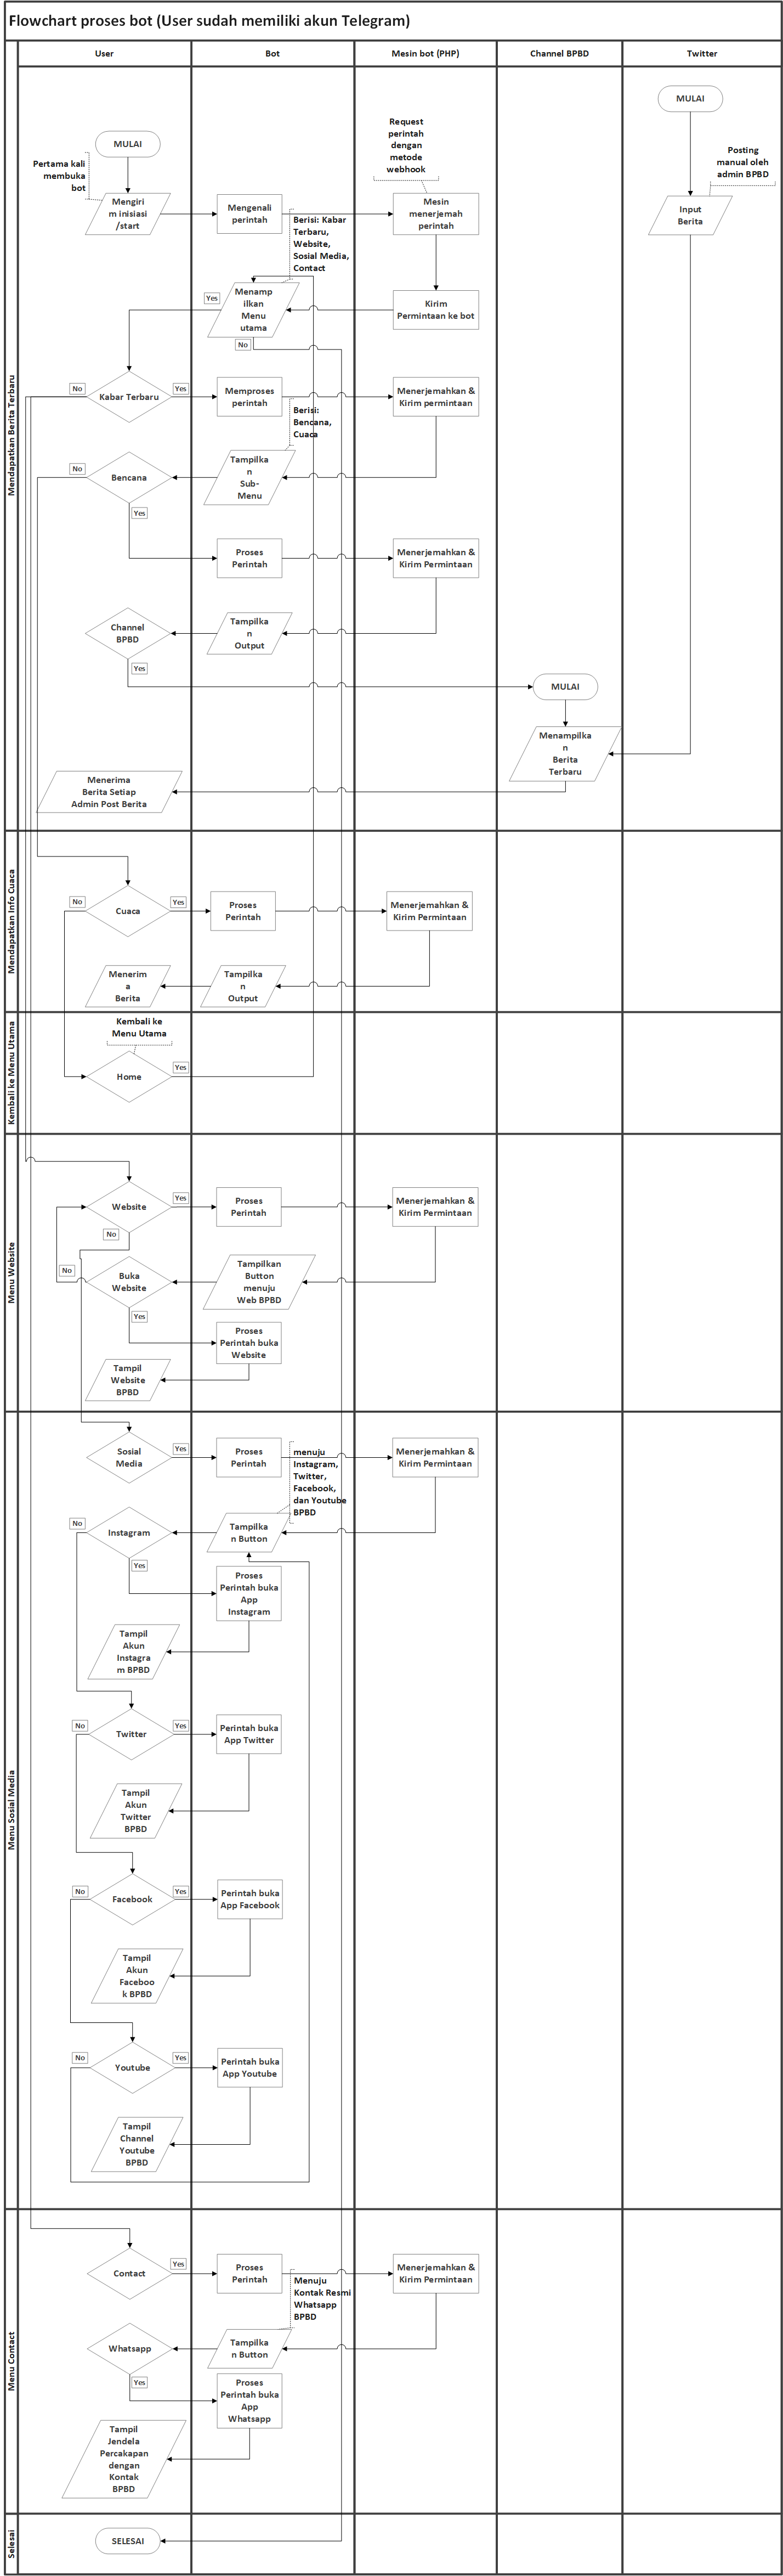 Flowchart proses bot (User sudah memiliki akun Telegram)
User
Bot
Mesin bot (PHP)
Channel BPBD
Twitter
Mendapatkan Berita Terbaru
MULAI
Pertama kali
membuka
bot
Mengiri
m inisiasi
/start
Mengenali
perintah
Request
perintah
dengan
metode
webhook
Mesin
menerjemah
perintah
MULAI
Posting
manual oleh
admin BPBD
Input
Berita
Berisi: Kabar
Terbaru,
Website,
Sosial Media,
Contact
Yes
Menamp
ilkan
Menu
utama
No
Kirim
Permintaan ke bot
No
Kabar Terbaru
Yes
Memproses
perintah
Menerjemahkan &
Kirim permintaan
Berisi:
Bencana,
Cuaca
No
Bencana
Yes
Tampilka
n
Sub-
Menu
Proses
Perintah
Menerjemahkan &
Kirim Permintaan
Channel
BPBD
Yes
Tampilka
n
Output
MULAI
Menampilka
n
Berita
Terbaru
Menerima
Berita Setiap
Admin Post Berita
Mendapatkan Info Cuaca
No
Cuaca
Yes
Proses
Perintah
Menerjemahkan &
Kirim Permintaan
Menerim
a
Berita
Tampilka
n
Output
Kembali ke Menu Utama
Kembali ke
Menu Utama
Home
Yes
Menu Website
Website
Yes
No
Proses
Perintah
Menerjemahkan &
Kirim Permintaan
No
Buka
Website
Yes
Tampilkan
Button
menuju
Web BPBD
Proses
Perintah buka
Website
Tampil
Website
BPBD
Menu Sosial Media
Sosial
Media
Yes
Proses
Perintah
menuju
Instagram,
Twitter,
Facebook,
dan Youtube
BPBD
Menerjemahkan &
Kirim Permintaan
No
Instagram
Yes
Tampilka
n Button
Proses
Perintah buka
App
Instagram
Tampil
Akun
Instagra
m BPBD
No
Twitter
Yes
Perintah buka
App Twitter
Tampil
Akun
Twitter
BPBD
No
Facebook
Yes
Perintah buka
App Facebook
Tampil
Akun
Faceboo
k BPBD
No
Youtube
Yes
Perintah buka
App Youtube
Tampil
Channel
Youtube
BPBD
Menu Contact
Contact
Yes
Proses
Perintah
Menerjemahkan &
Kirim Permintaan
Menuju
Kontak Resmi
Whatsapp
BPBD
Whatsapp
Yes
Tampilka
n Button
Proses
Perintah buka
App
Whatsapp
Tampil
Jendela
Percakapan
dengan
Kontak
BPBD
Selesai
SELESAI